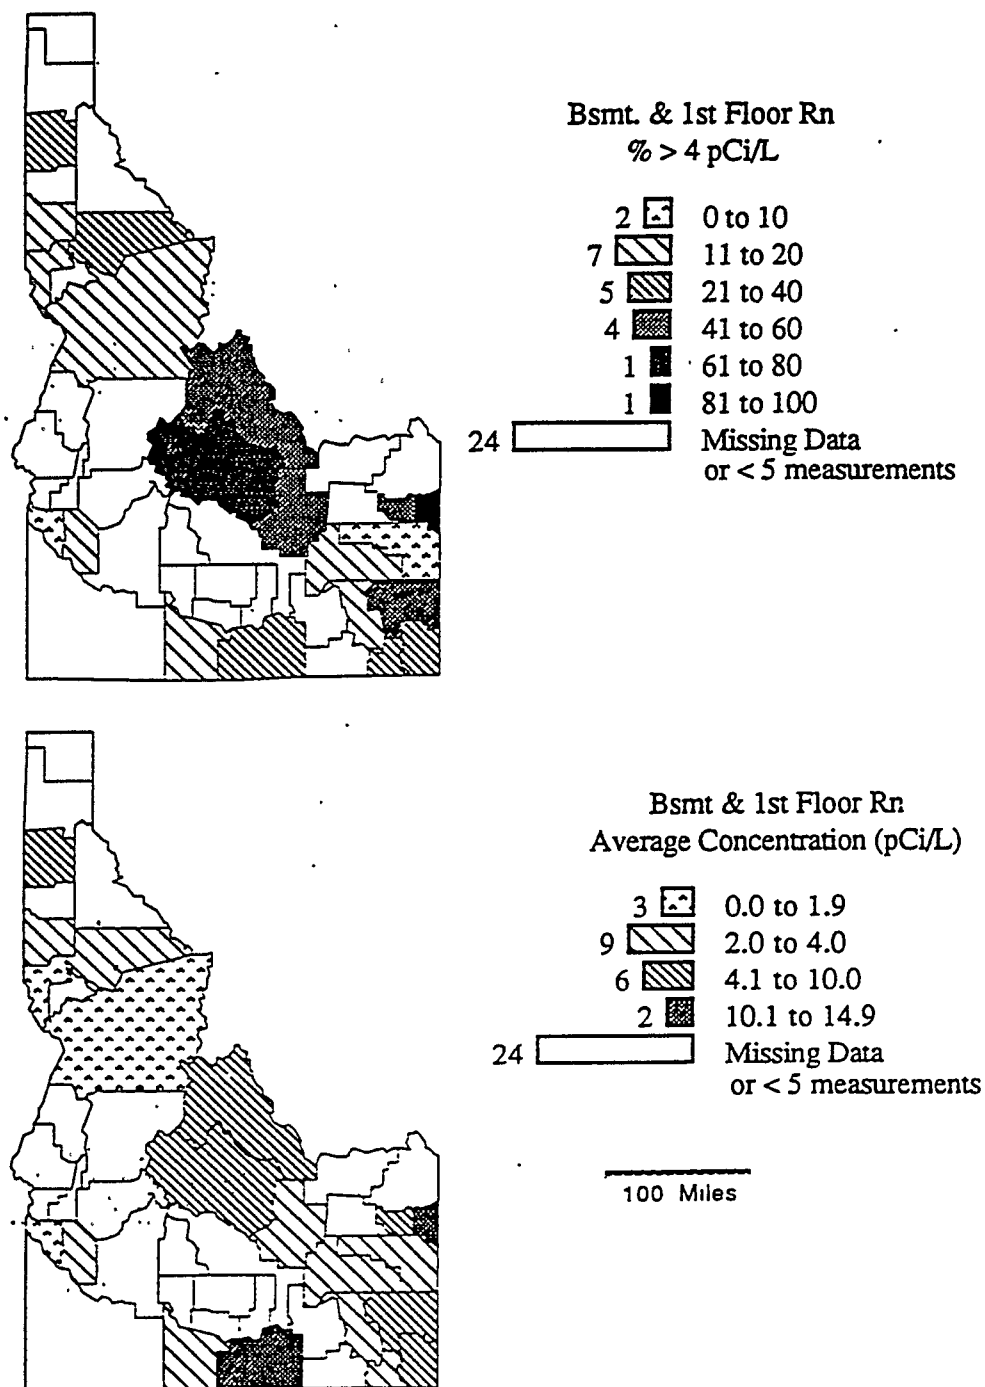 Bsmt. & 1st Floor Rn
% > 4 pCi/L
2 0 to 10
7 11 to 20
5 21 to 40
4 41 to 60
1 61 to 80
1 81 to 100
24 Missing Data
or < 5 measurements
Bsmt & 1st Floor Rn
Average Concentration (pCi/L)
3 0.0 to 1.9
9 2.0 to 4.0
6 4.1 to 10.0
2 10.1 to 14.9
24 Missing Data
or < 5 measurements
100 Miles